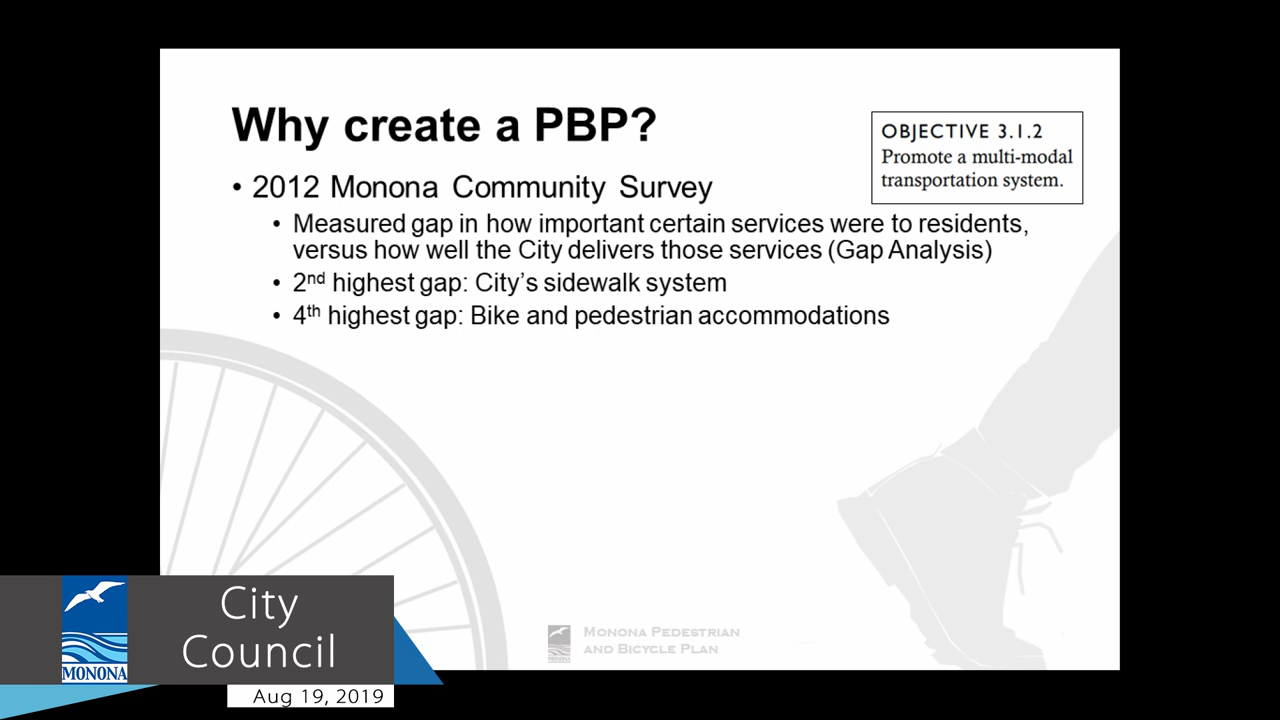 Why create a PBP?
OBJECTIVE 3.1.2
Promote a multi-modal
transportation system.
• 2012 Monona Community Survey
• Measured gap in how important certain services were to residents,
versus how well the City delivers those services (Gap Analysis)
• 2nd highest gap: City's sidewalk system
• 4th highest gap: Bike and pedestrian accommodations
MONONA PEDESTRIAN
AND BICYCLE PLAN
MONONA
City
Council
MONONA
Aug 19, 2019